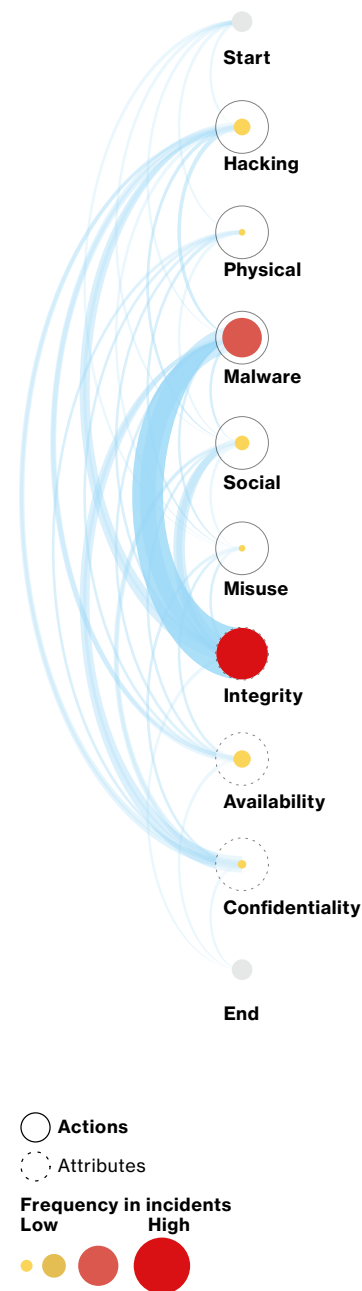 Start
Hacking
Physical
Malware
Social
Misuse
Integrity
Availability
Confidentiality
End
Actions
Attributes
Frequency in incidents
Low High